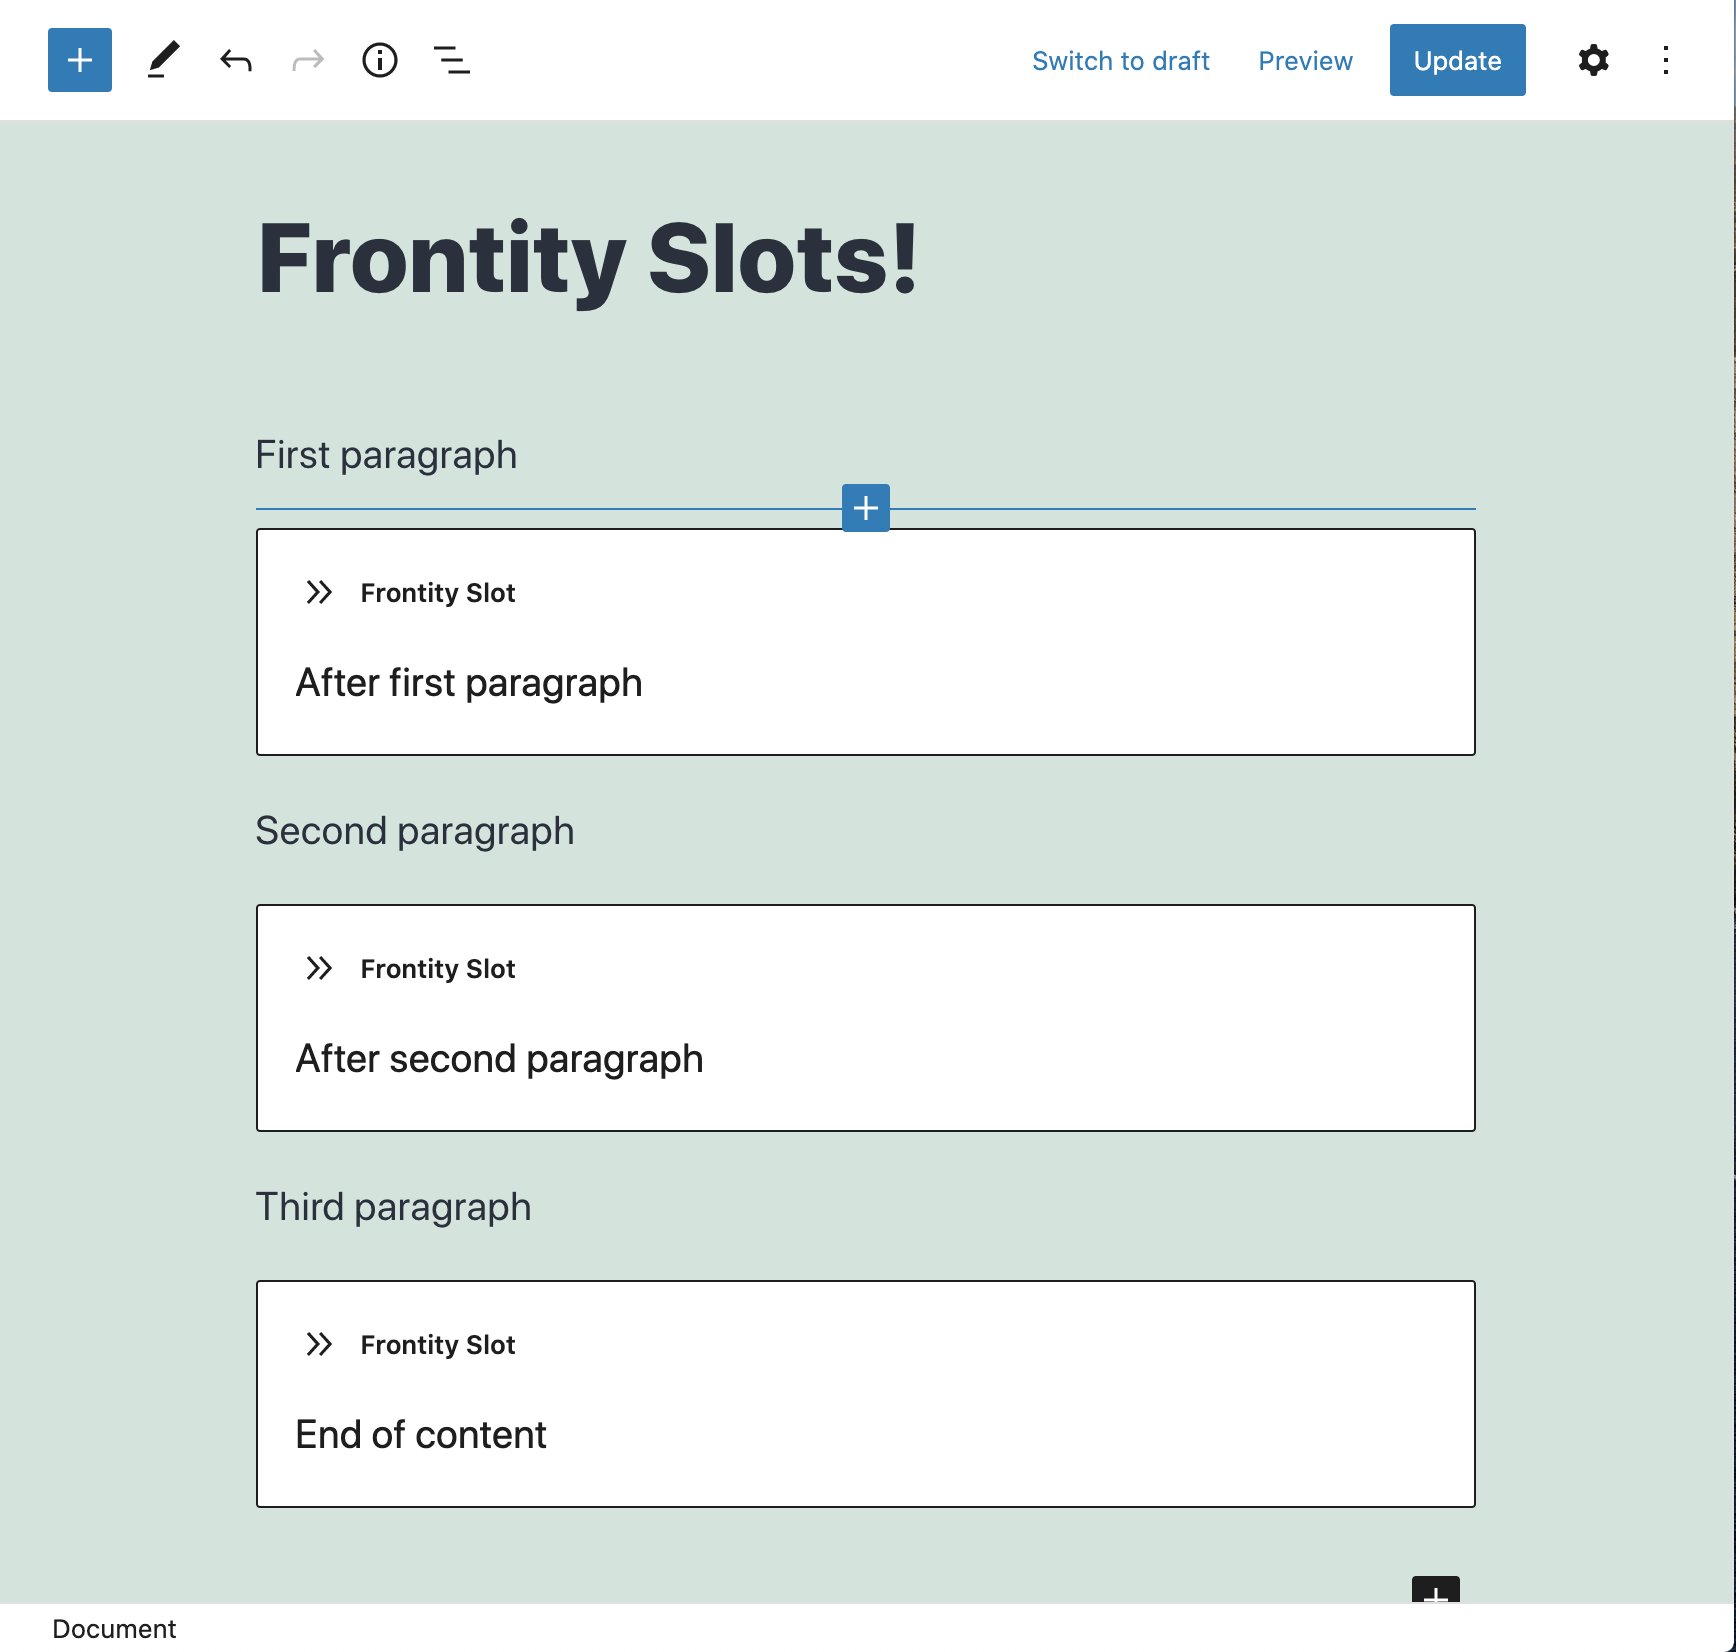 Switch to draft Preview Update
Frontity Slots!
First paragraph
Frontity Slot
After first paragraph
Second paragraph
Frontity Slot
After second paragraph
Third paragraph
Frontity Slot
End of content
Document